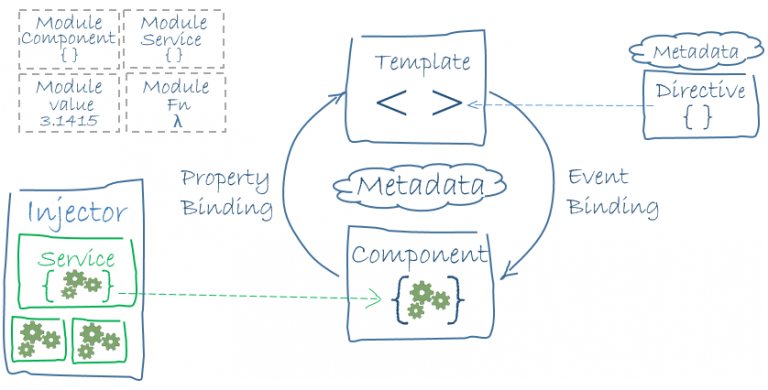 Module
Component
{ }
Module
Service
{ }
Module
value
3.1415
Module
Fn
λ
Template
< >
Metadata
Directive
{ }
Property
Binding
Metadata
Event
Binding
Injector
Service
{ }
Component
{ }